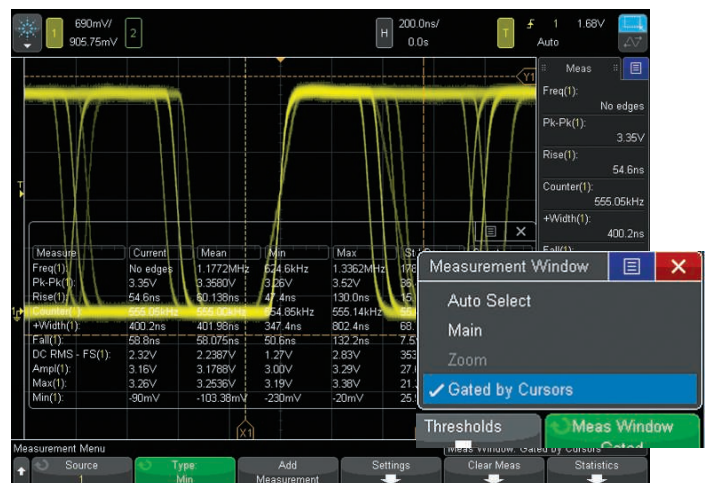 1 690mV/ 905.75mV 2 H 200.0ns/ 0.0s T 1 1.68V Auto
Y1
Meas
Freq(1):
No edges
Pk-Pk(1):
3.35V
Rise(1):
54.6ns
Counter(1):
555.05kHz
+Width(1):
400.2ns
T
Measure Current Mean Min Max
Freq(1): No edges 1.1772MHz 624.6kHz 1.3362MHz
Pk-Pk(1): 3.35V 3.3580V 3.26V 3.52V
Rise(1): 54.6ns 60.138ns 47.4ns 130.0ns
Counter(1): 555.05kHz 555.00kHz 554.85kHz 555.14kHz
+Width(1): 400.2ns 401.98ns 347.4ns 802.4ns
Fall(1): 58.8ns 58.075ns 50.6ns 132.2ns
DC RMS - FS(1): 2.32V 2.2387V 1.27V 2.83V
Ampl(1): 3.16V 3.1788V 3.00V 3.29V
Max(1): 3.26V 3.2536V 3.19V 3.38V
Min(1): -90mV -103.38mV -230mV -20mV
X1
Measurement Window
Auto Select
Main
Zoom
Gated by Cursors
Thresholds
Meas Window
Gated
Measurement Menu
Meas Window: Gated by Cursors
Source
1
Type:
Min
Add
Measurement
Settings
Clear Meas
Statistics